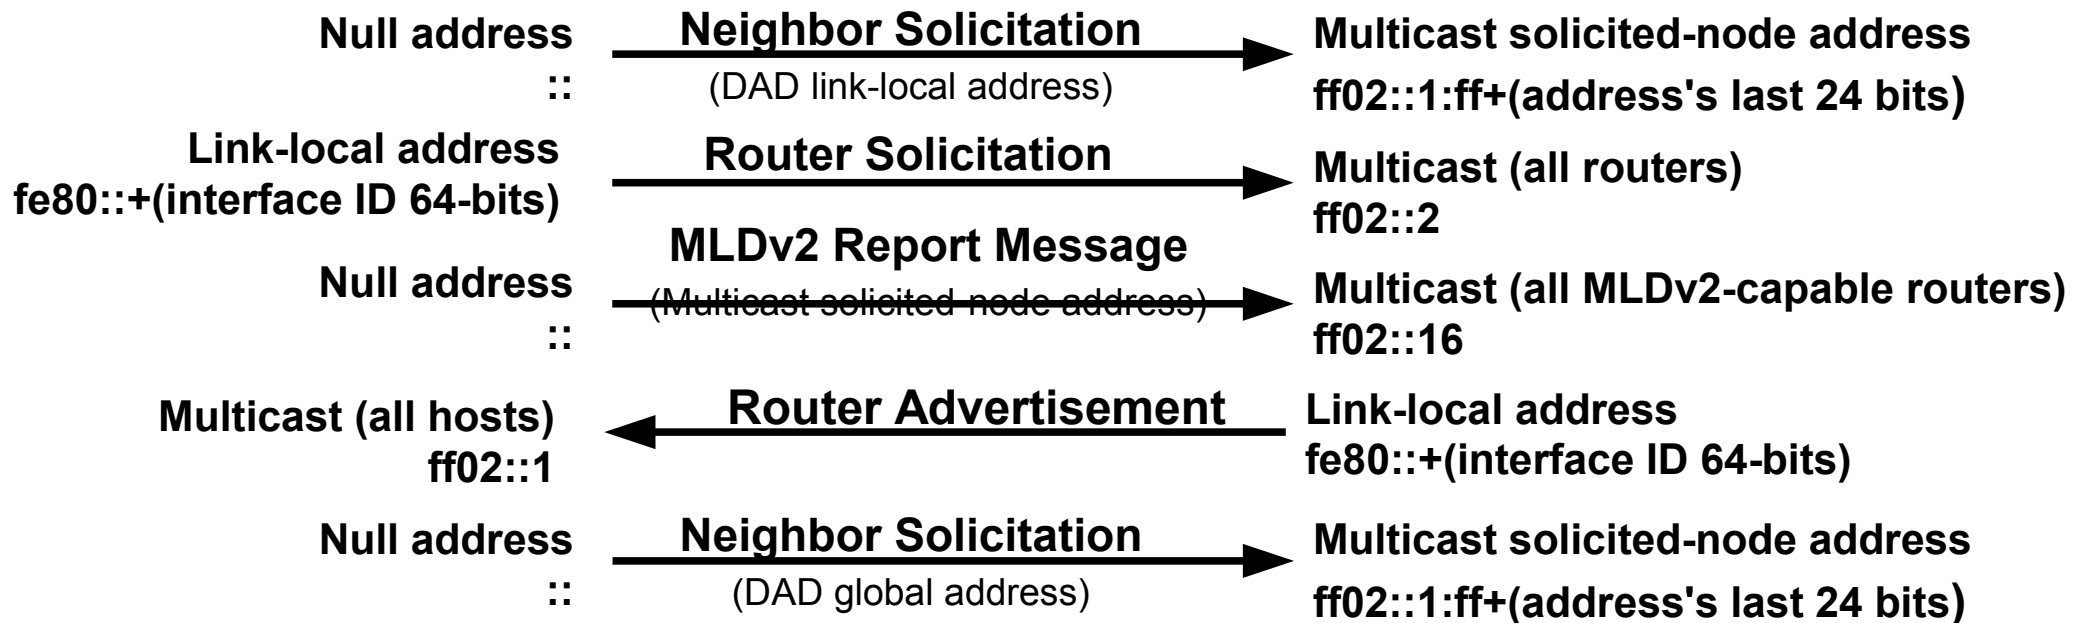 Null address
::
Neighbor Solicitation
(DAD link-local address)
Multicast solicited-node address
ff02::1:ff+(address's last 24 bits)
Link-local address
fe80::+(interface ID 64-bits)
Router Solicitation
Multicast (all routers)
ff02::2
Null address
::
MLDv2 Report Message
(Multicast solicited-node address)
Multicast (all MLDv2-capable routers)
ff02::16
Multicast (all hosts)
ff02::1
Router Advertisement
Link-local address
fe80::+(interface ID 64-bits)
Null address
::
Neighbor Solicitation
(DAD global address)
Multicast solicited-node address
ff02::1:ff+(address's last 24 bits)